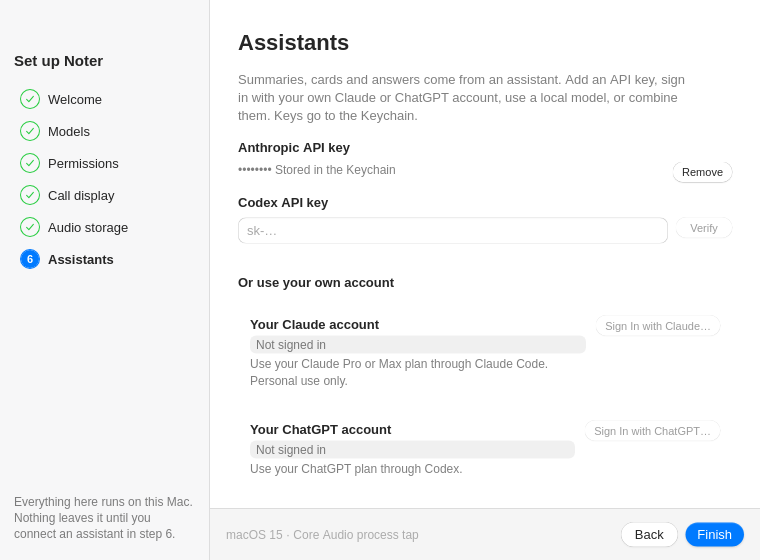 Set up Noter
Welcome
Models
Permissions
Call display
Audio storage
6 Assistants
Everything here runs on this Mac.
Nothing leaves it until you
connect an assistant in step 6.
Assistants
Summaries, cards and answers come from an assistant. Add an API key, sign
in with your own Claude or ChatGPT account, use a local model, or combine
them. Keys go to the Keychain.
Anthropic API key
•••••••• Stored in the Keychain
Remove
Codex API key
sk-…
Verify
Or use your own account
Your Claude account
Sign In with Claude…
Not signed in
Use your Claude Pro or Max plan through Claude Code.
Personal use only.
Your ChatGPT account
Sign In with ChatGPT…
Not signed in
Use your ChatGPT plan through Codex.
macOS 15 · Core Audio process tap
Back
Finish